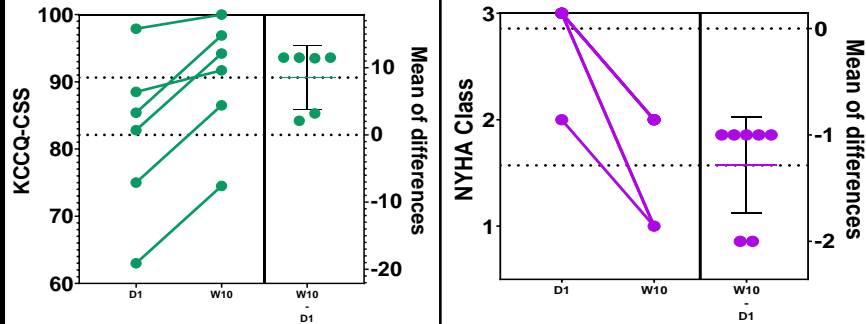 KCCQ-CSS
100
90
80
70
60
D1
W10
W10
-
D1
10
0
-10
-20
Mean of differences
NYHA Class
3
2
1
D1
W10
W10
-
D1
0
-1
-2
Mean of differences